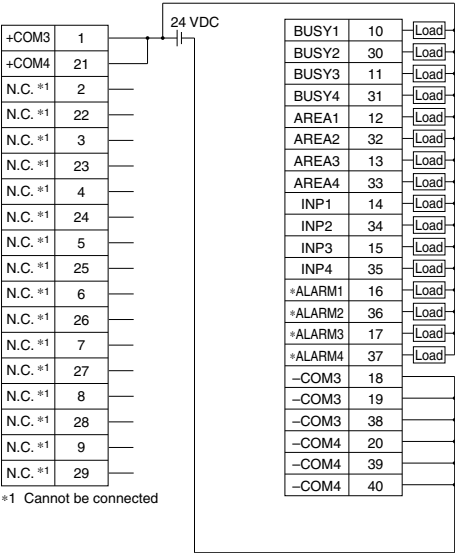 24 VDC
+COM3 1
+COM4 21
N.C. *1 2
N.C. *1 22
N.C. *1 3
N.C. *1 23
N.C. *1 4
N.C. *1 24
N.C. *1 5
N.C. *1 25
N.C. *1 6
N.C. *1 26
N.C. *1 7
N.C. *1 27
N.C. *1 8
N.C. *1 28
N.C. *1 9
N.C. *1 29
*1 Cannot be connected
BUSY1 10 Load
BUSY2 30 Load
BUSY3 11 Load
BUSY4 31 Load
AREA1 12 Load
AREA2 32 Load
AREA3 13 Load
AREA4 33 Load
INP1 14 Load
INP2 34 Load
INP3 15 Load
INP4 35 Load
*ALARM1 16 Load
*ALARM2 36 Load
*ALARM3 17 Load
*ALARM4 37 Load
–COM3 18
–COM3 19
–COM3 38
–COM4 20
–COM4 39
–COM4 40